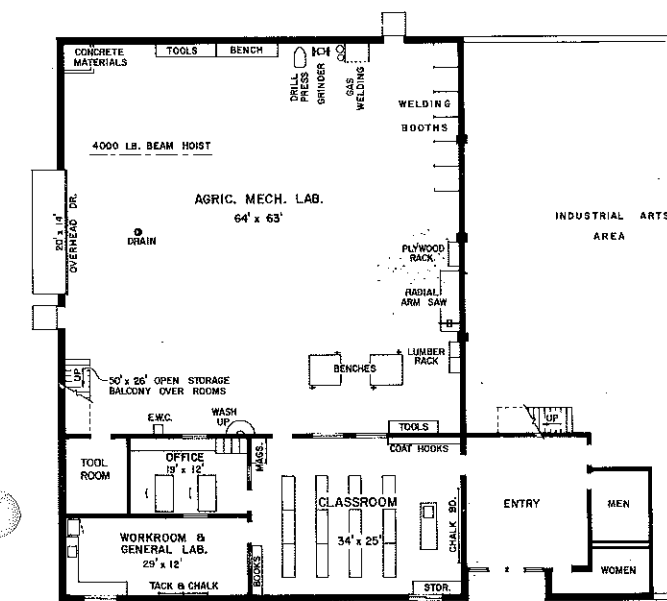 CONCRETE
MATERIALS
TOOLS
BENCH
DRILL
PRESS
GRINDER
GAS
WELDING
WELDING
BOOTHS
4000 LB. BEAM HOIST
AGRIC. MECH. LAB.
64' x 63'
INDUSTRIAL ARTS
AREA
20' x 14'
OVERHEAD DR.
DRAIN
PLYWOOD
RACK
RADIAL
ARM SAW
LUMBER
RACK
BENCHES
UP
50' x 26' OPEN STORAGE
BALCONY OVER ROOMS
E.W.C.
WASH
UP
TOOLS
UP
COAT HOOKS
TOOL
ROOM
OFFICE
19' x 12'
MAGS.
CLASSROOM
34' x 25'
CHALK BD.
ENTRY
MEN
WORKROOM &
GENERAL LAB.
29' x 12'
TACK & CHALK
BOOKS
STOR.
WOMEN